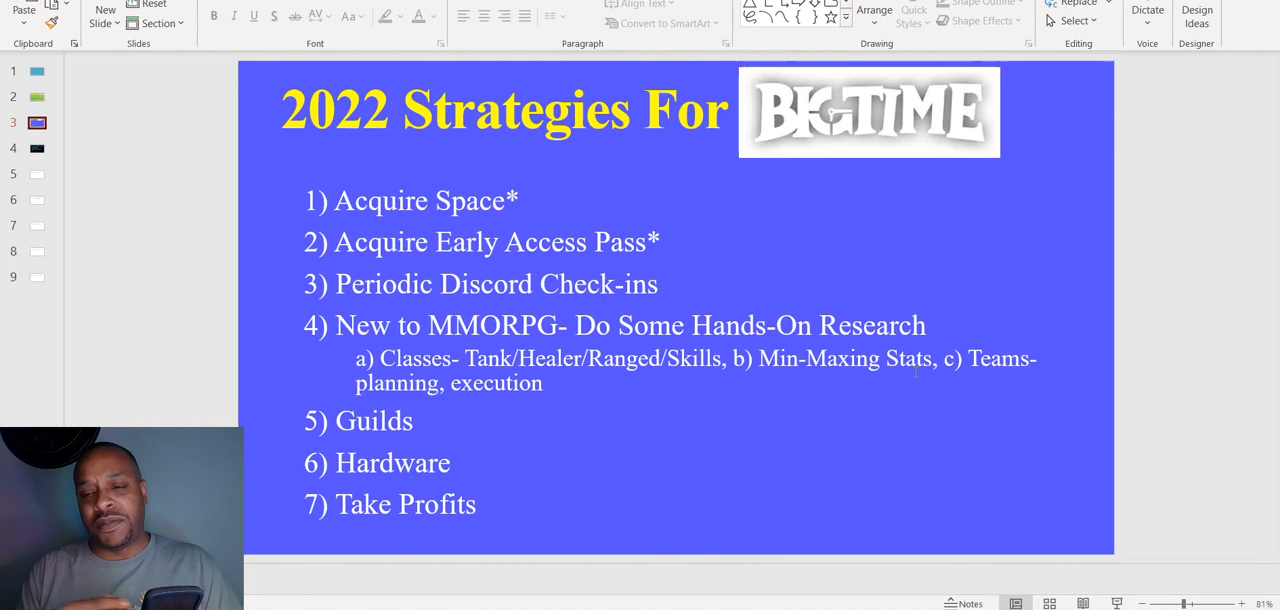 Paste
New
Slide
Reset
Section
B I U S ab AV Aa A
Align Text
Convert to SmartArt
Arrange
Quick
Styles
Shape Outline
Shape Effects
Replace
Select
Dictate
Design
Ideas
Clipboard
Slides
Font
Paragraph
Drawing
Editing
Voice
Designer
1
2
3
4
5
6
7
8
9
2022 Strategies For BIGTIME
1) Acquire Space*
2) Acquire Early Access Pass*
3) Periodic Discord Check-ins
4) New to MMORPG- Do Some Hands-On Research
a) Classes- Tank/Healer/Ranged/Skills, b) Min-Maxing Stats, c) Teams-
planning, execution
5) Guilds
6) Hardware
7) Take Profits
Notes
81%